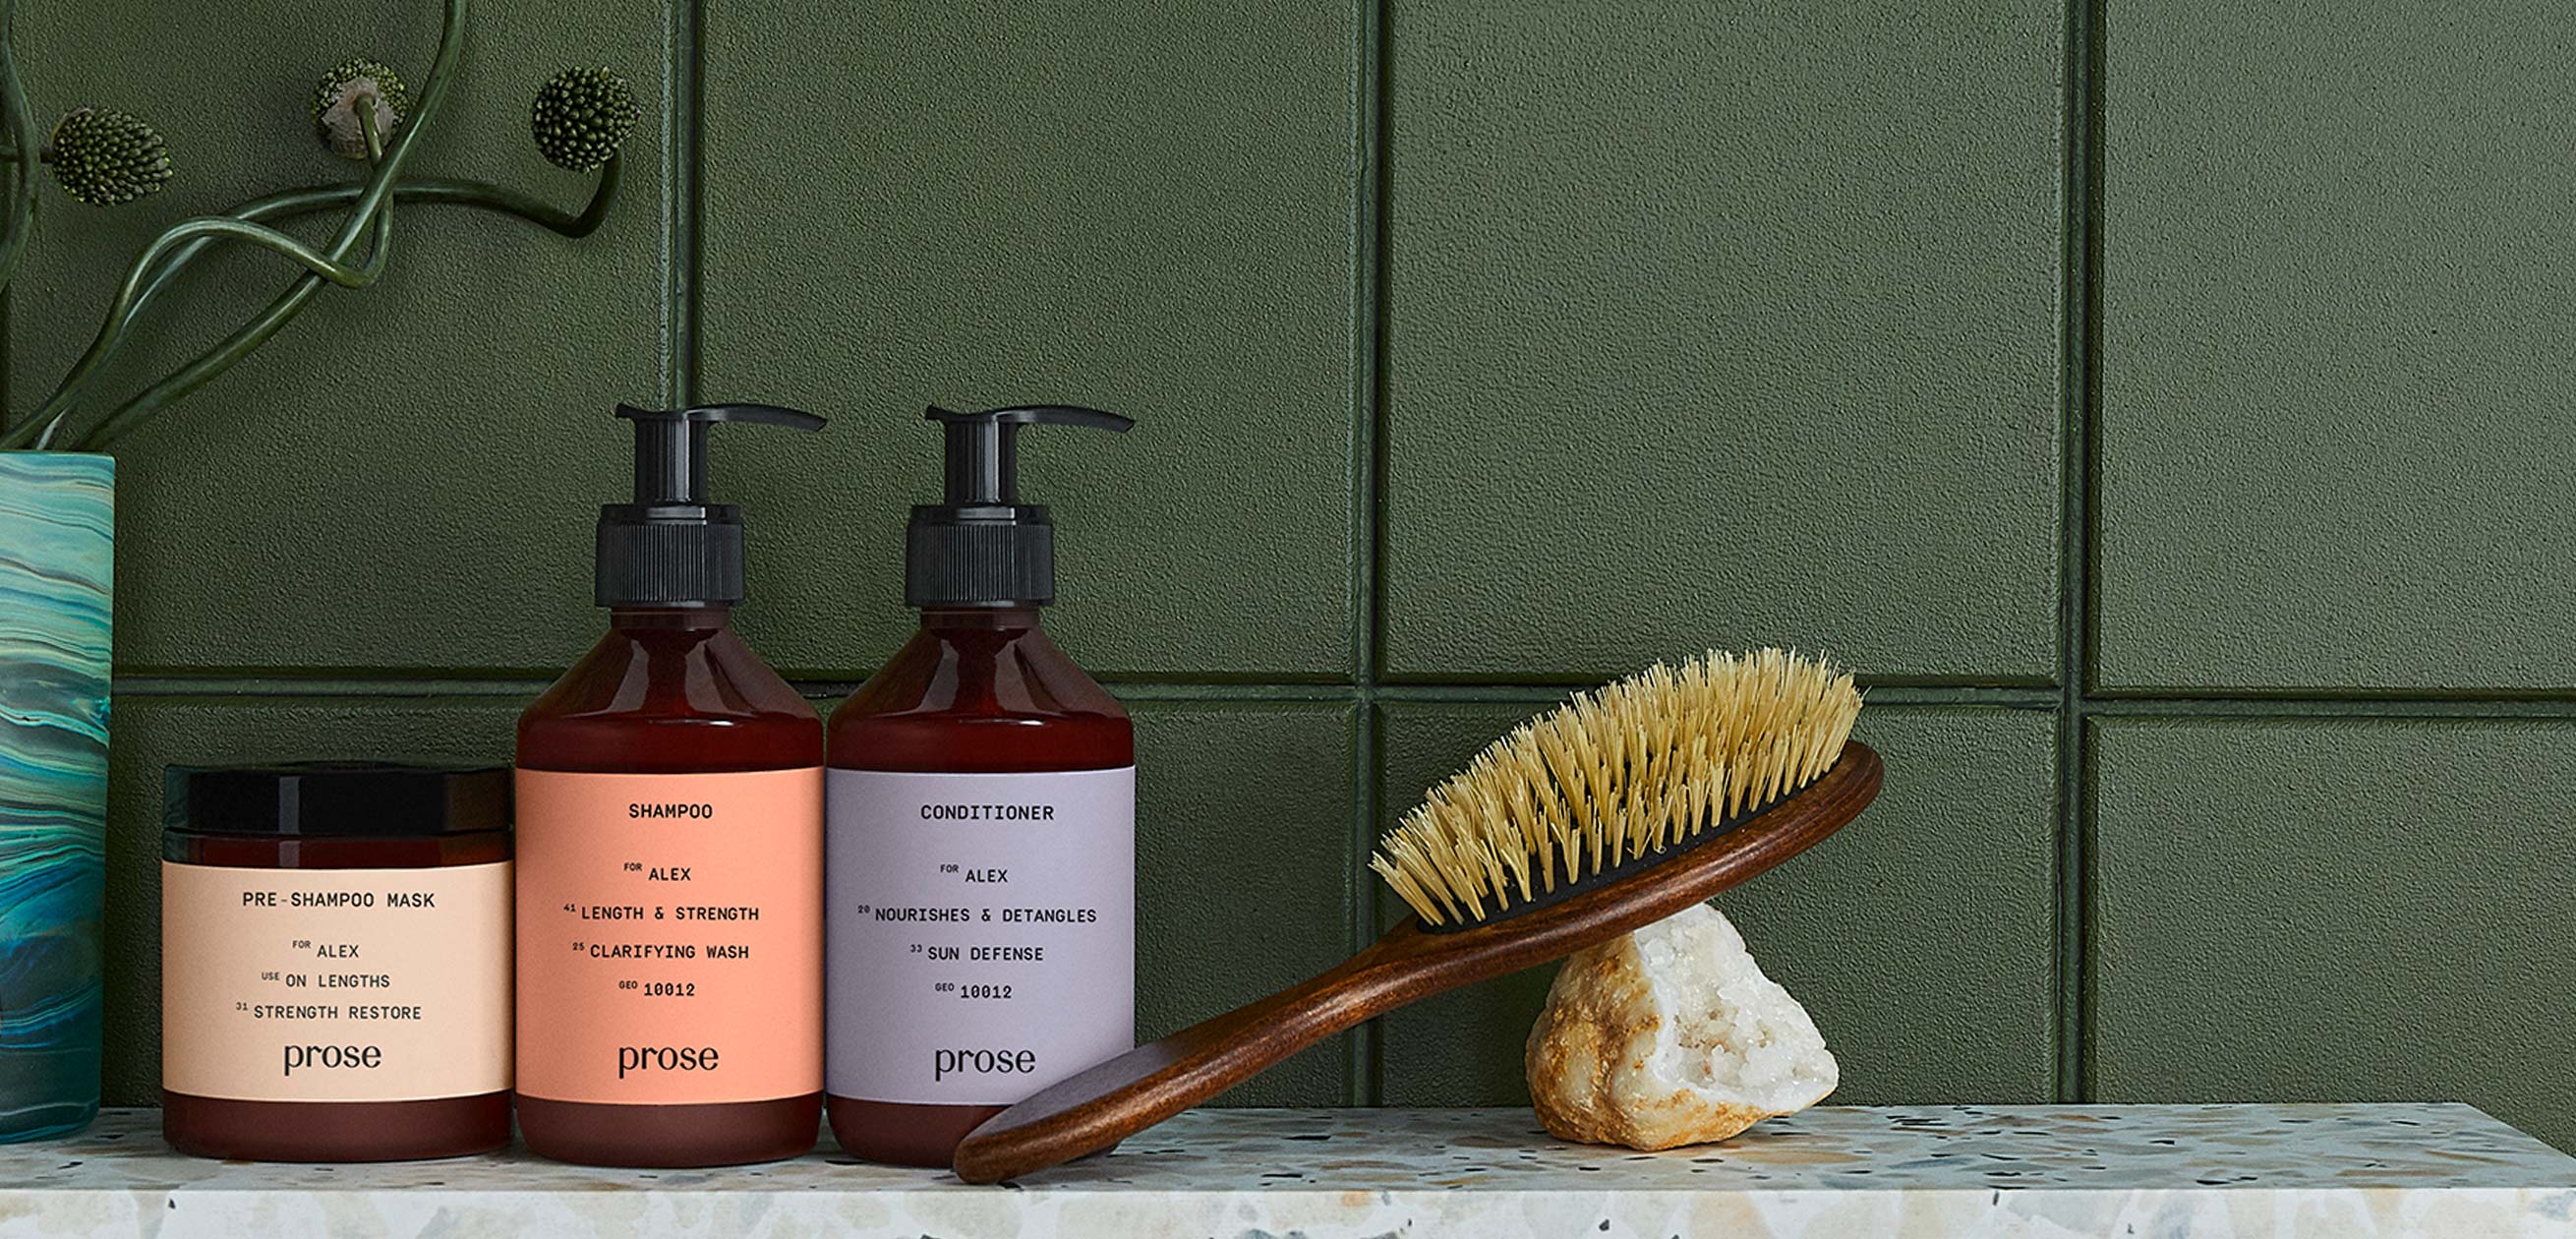 PRE-SHAMPOO MASK
FOR ALEX
USE ON LENGTHS
31 STRENGTH RESTORE
prose
SHAMPOO
FOR ALEX
41 LENGTH & STRENGTH
25 CLARIFYING WASH
GEO 10012
prose
CONDITIONER
FOR ALEX
20 NOURISHES & DETANGLES
33 SUN DEFENSE
GEO 10012
prose